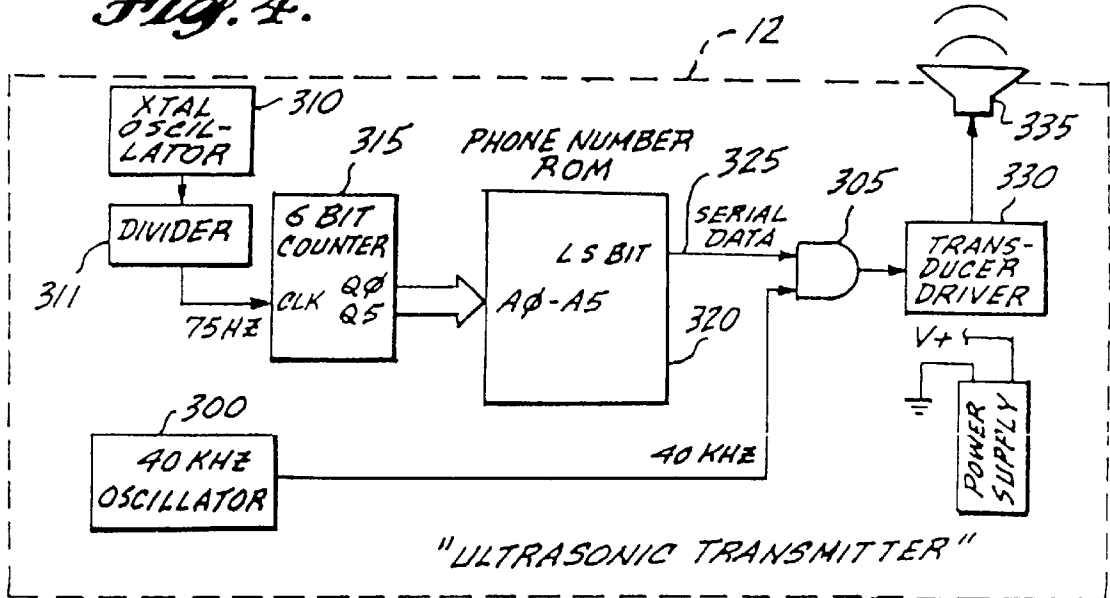 Fig. 4.
12
XTAL
OSCIL-
LATOR
310
DIVIDER
311
75HZ
315
6 BIT
COUNTER
CLK QØ
Q5
PHONE NUMBER
ROM
LS BIT
AØ-A5
320
325
SERIAL
DATA
305
335
330
TRANS-
DUCER
DRIVER
V+
POWER
SUPPLY
300
40 KHZ
OSCILLATOR
40 KHZ
"ULTRASONIC TRANSMITTER"